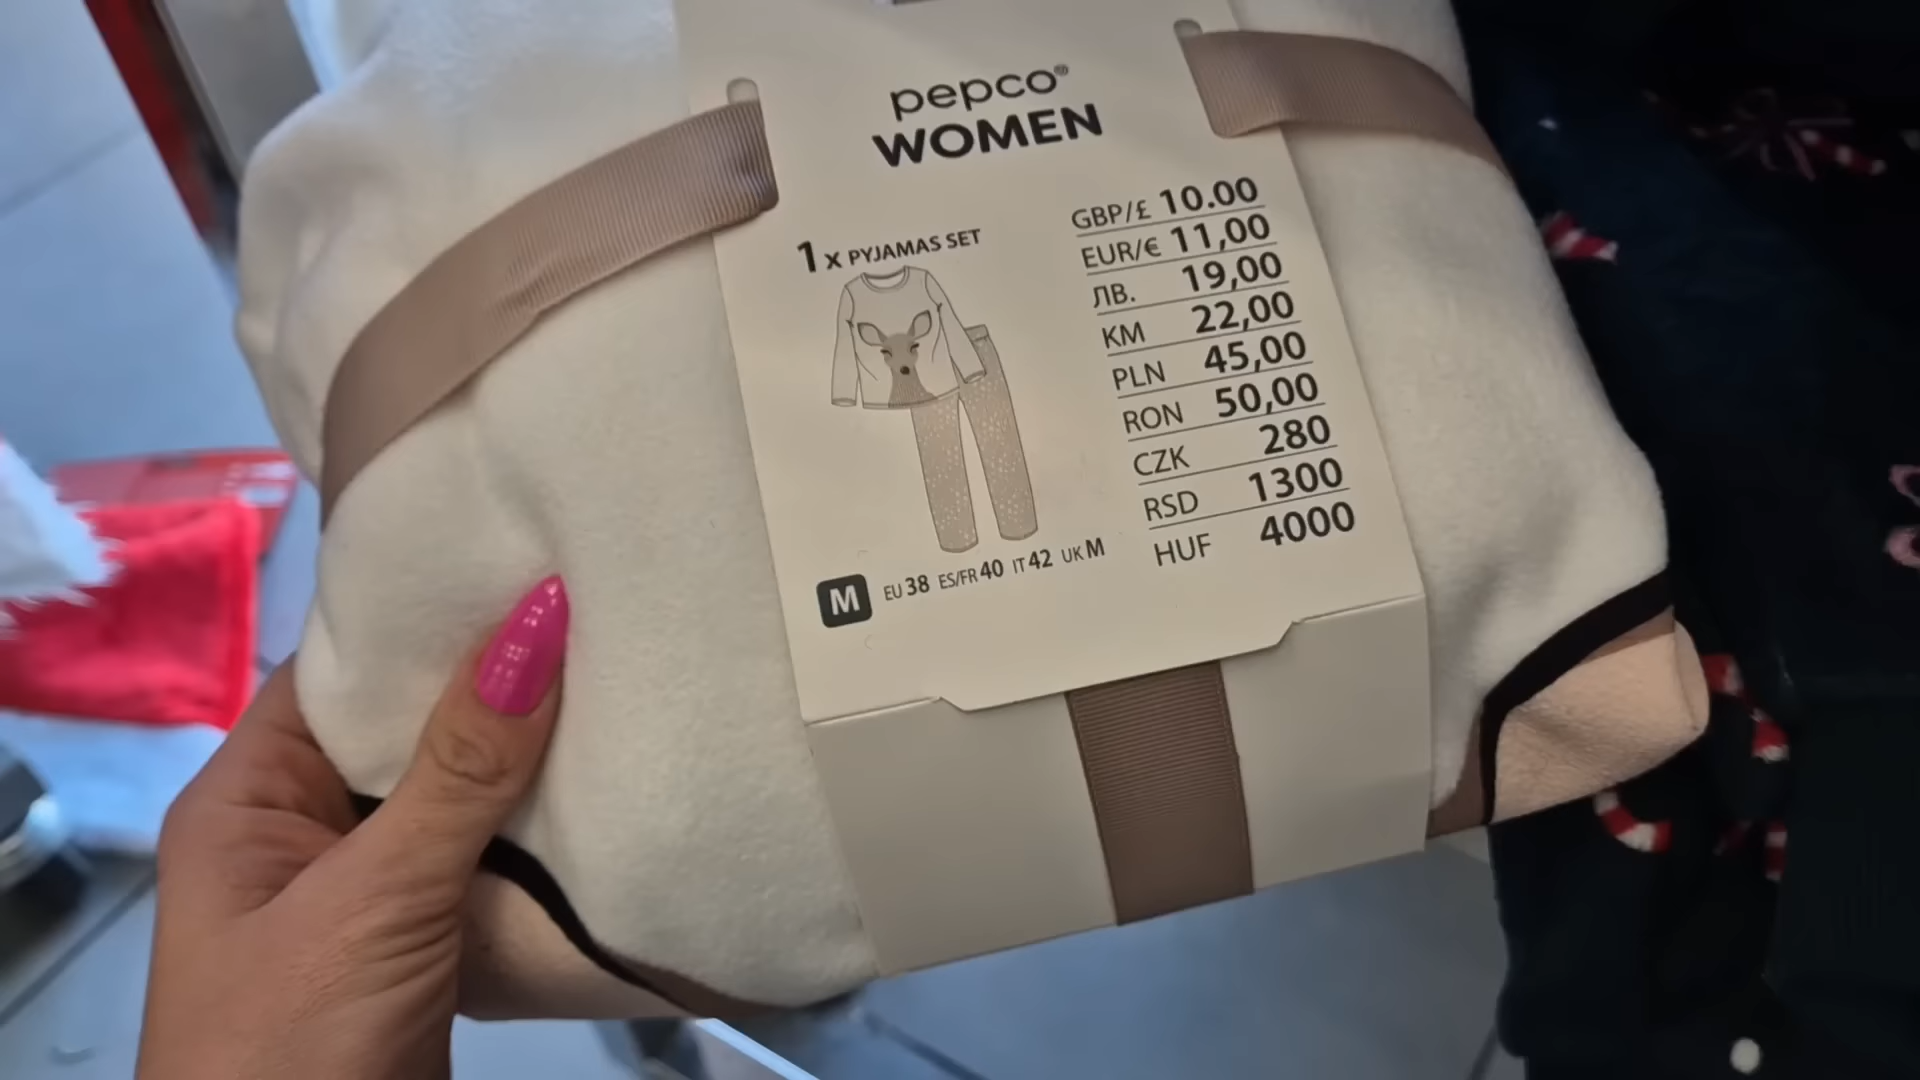 pepco®
WOMEN
1 x PYJAMAS SET
GBP/£ 10.00
EUR/€ 11,00
ЛВ. 19,00
KM 22,00
PLN 45,00
RON 50,00
CZK 280
RSD 1300
HUF 4000
M EU 38 ES/FR 40 IT 42 UK M